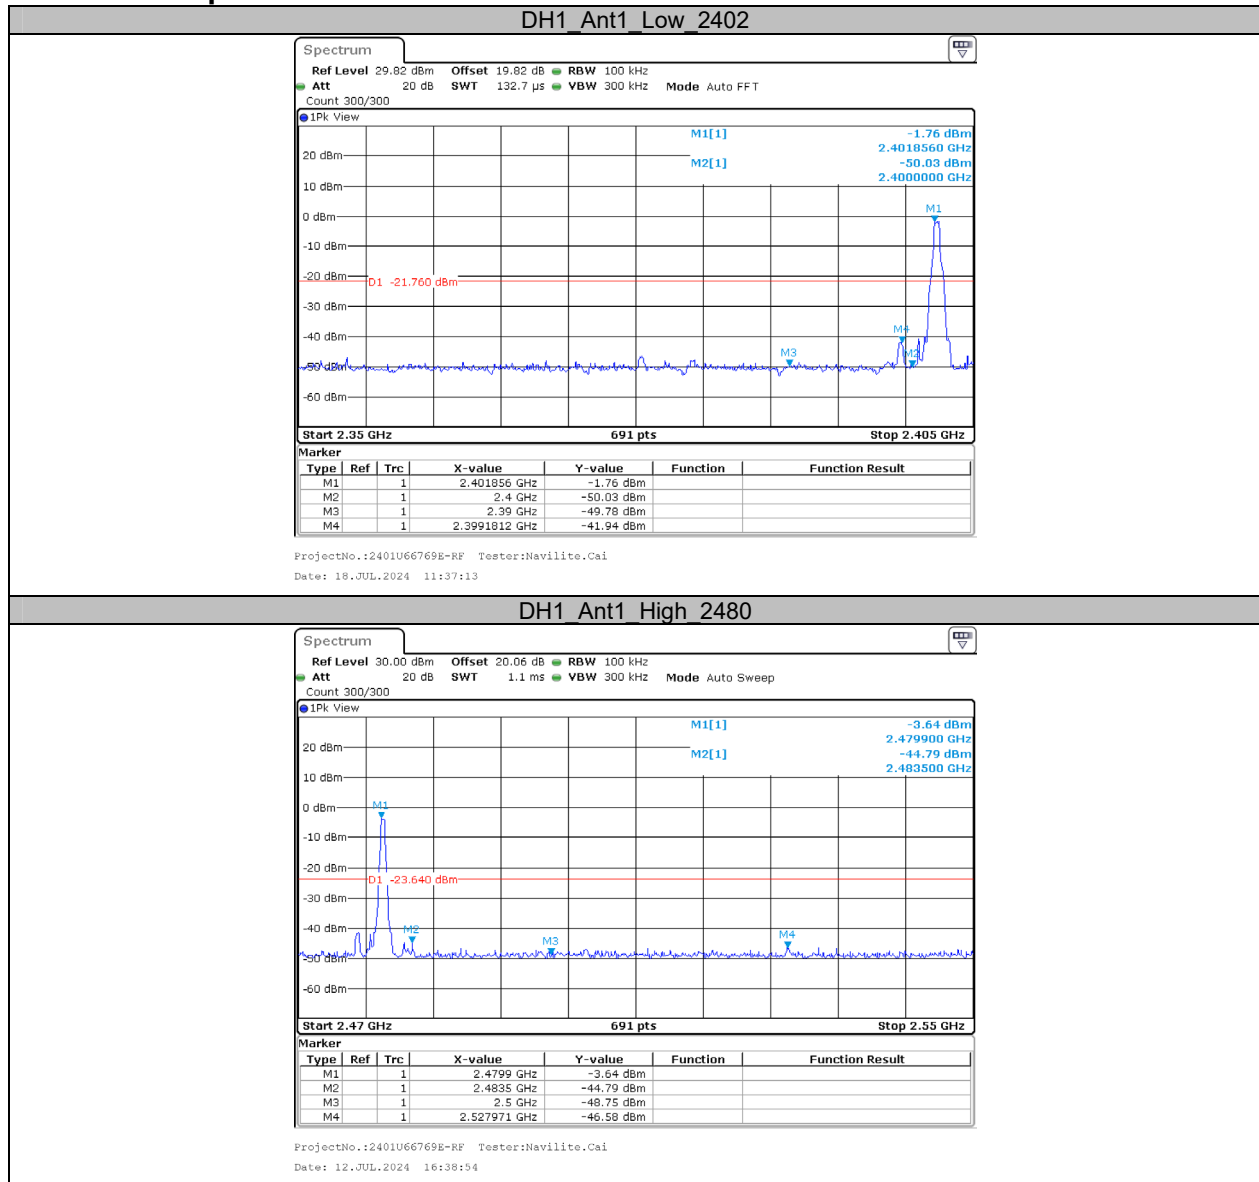 DH1_Ant1_Low_2402
Spectrum
Ref Level 29.82 dBm Offset 19.82 dB RBW 100 kHz
Att 20 dB SWT 132.7 µs VBW 300 kHz Mode Auto FFT
Count 300/300
1Pk View
M1[1] -1.76 dBm
2.4018560 GHz
20 dBm
M2[1] -50.03 dBm
2.4000000 GHz
10 dBm
M1
0 dBm
-10 dBm
-20 dBm
D1 -21.760 dBm
-30 dBm
M4
-40 dBm
M3 M2
-50 dBm
-60 dBm
Start 2.35 GHz 691 pts Stop 2.405 GHz
Marker
Type Ref Trc X-value Y-value Function Function Result
M1 1 2.401856 GHz -1.76 dBm
M2 1 2.4 GHz -50.03 dBm
M3 1 2.39 GHz -49.78 dBm
M4 1 2.3991812 GHz -41.94 dBm
ProjectNo.:2401U66769E-RF Tester:Navilite.Cai
Date: 18.JUL.2024 11:37:13
DH1_Ant1_High_2480
Spectrum
Ref Level 30.00 dBm Offset 20.06 dB RBW 100 kHz
Att 20 dB SWT 1.1 ms VBW 300 kHz Mode Auto Sweep
Count 300/300
1Pk View
M1[1] -3.64 dBm
2.479900 GHz
20 dBm
M2[1] -44.79 dBm
2.483500 GHz
10 dBm
M1
0 dBm
-10 dBm
-20 dBm
D1 -23.640 dBm
-30 dBm
-40 dBm
M2
M3 M4
-50 dBm
-60 dBm
Start 2.47 GHz 691 pts Stop 2.55 GHz
Marker
Type Ref Trc X-value Y-value Function Function Result
M1 1 2.4799 GHz -3.64 dBm
M2 1 2.4835 GHz -44.79 dBm
M3 1 2.5 GHz -48.75 dBm
M4 1 2.527971 GHz -46.58 dBm
ProjectNo.:2401U66769E-RF Tester:Navilite.Cai
Date: 12.JUL.2024 16:38:54